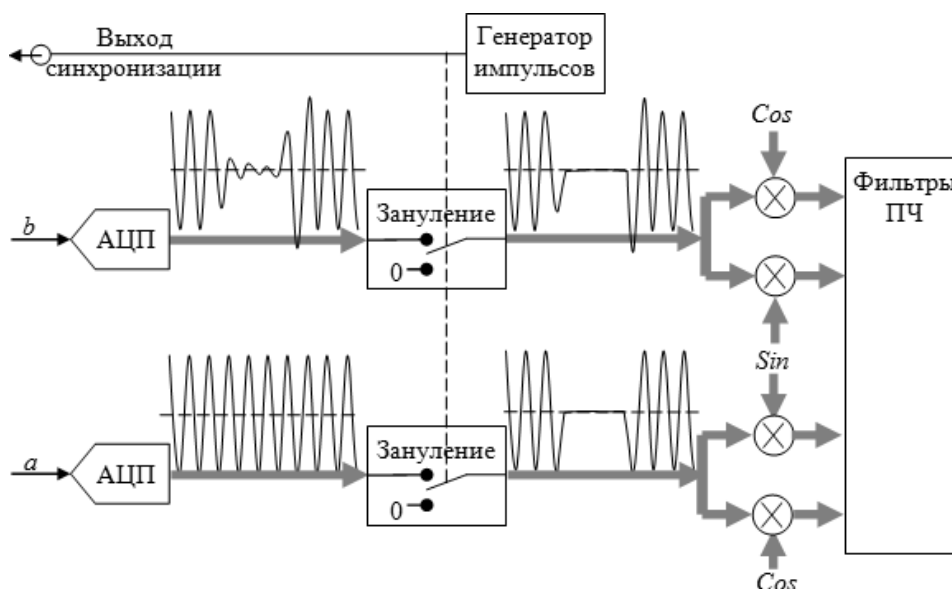 Выход
синхронизации
Генератор
импульсов
Cos
Фильтры
ПЧ
b
АЦП
Зануление
0
Sin
a
АЦП
Зануление
0
Cos